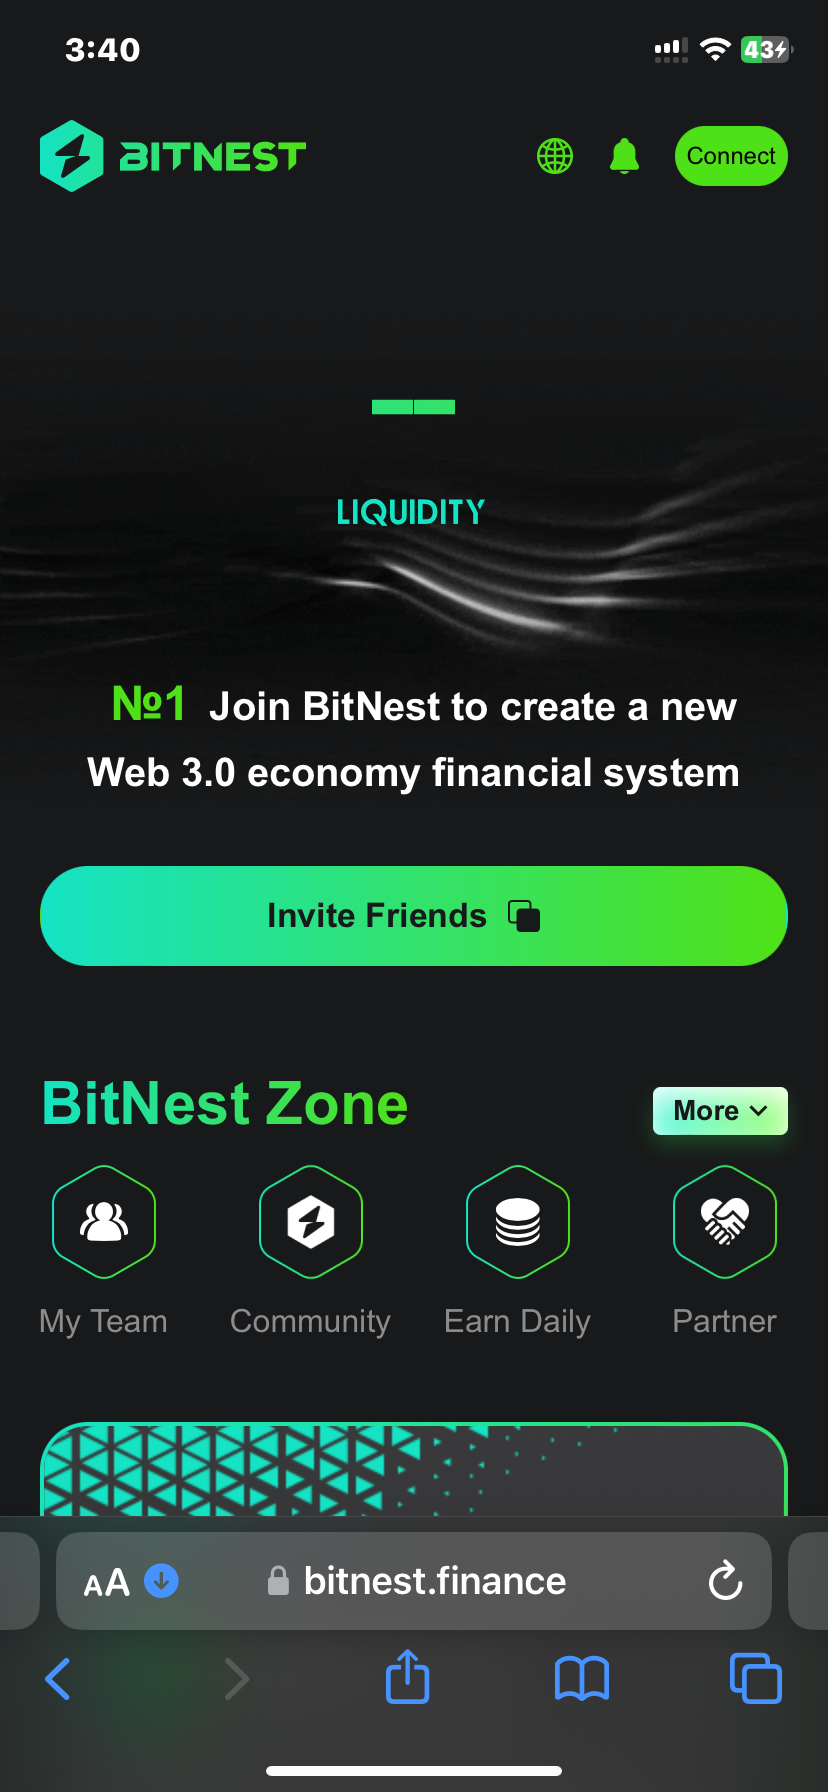 3:40
43
BITNEST
Connect
LIQUIDITY
№1 Join BitNest to create a new
Web 3.0 economy financial system
Invite Friends
BitNest Zone
More
My Team
Community
Earn Daily
Partner
AA
bitnest.finance